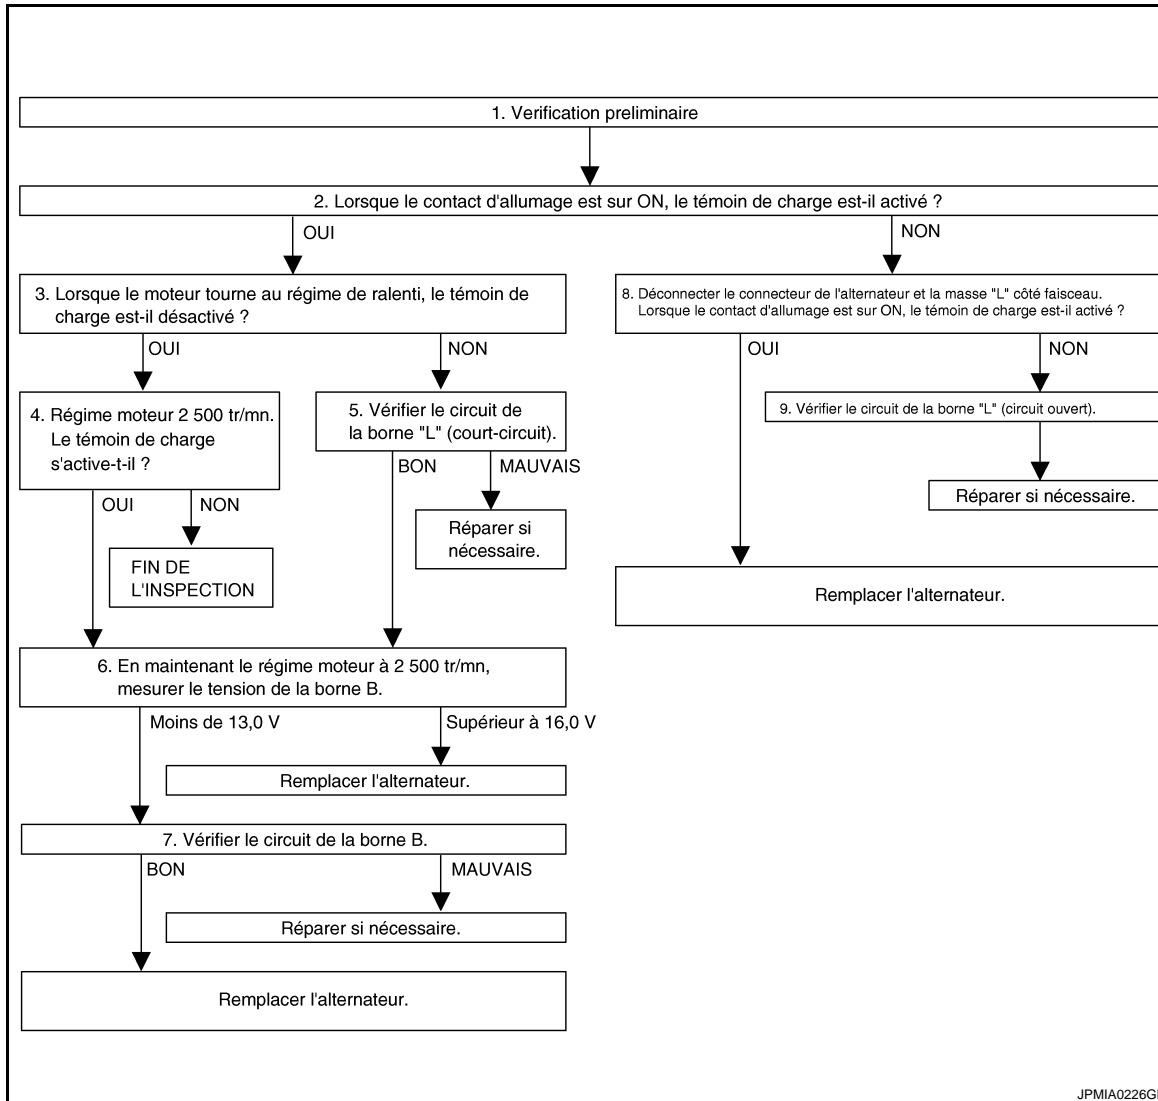 1. Verification preliminaire
2. Lorsque le contact d'allumage est sur ON, le témoin de charge est-il activé ?
OUI
NON
3. Lorsque le moteur tourne au régime de ralenti, le témoin de
charge est-il désactivé ?
8. Déconnecter le connecteur de l'alternateur et la masse "L" côté faisceau.
Lorsque le contact d'allumage est sur ON, le témoin de charge est-il activé ?
OUI
NON
OUI
NON
4. Régime moteur 2 500 tr/mn.
Le témoin de charge
s'active-t-il ?
5. Vérifier le circuit de
la borne "L" (court-circuit).
9. Vérifier le circuit de la borne "L" (circuit ouvert).
BON
MAUVAIS
OUI
NON
Réparer si nécessaire.
Réparer si
nécessaire.
FIN DE
L'INSPECTION
Remplacer l'alternateur.
6. En maintenant le régime moteur à 2 500 tr/mn,
mesurer le tension de la borne B.
Moins de 13,0 V
Supérieur à 16,0 V
Remplacer l'alternateur.
7. Vérifier le circuit de la borne B.
BON
MAUVAIS
Réparer si nécessaire.
Remplacer l'alternateur.